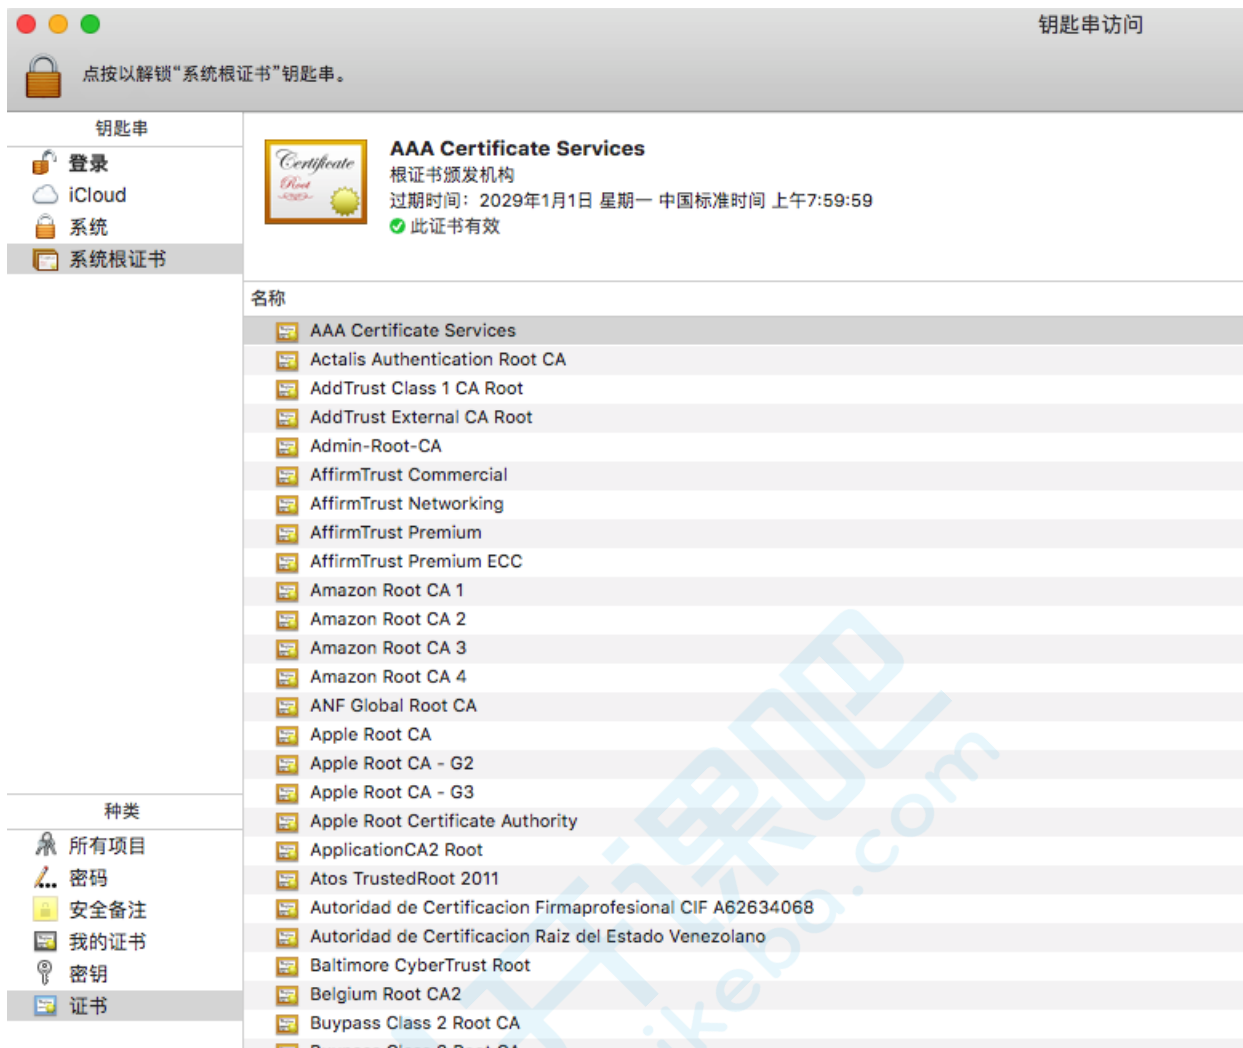 钥匙串访问
点按以解锁“系统根证书”钥匙串。
钥匙串
登录
iCloud
系统
系统根证书
种类
所有项目
密码
安全备注
我的证书
密钥
证书
Certificate
Root
AAA Certificate Services
根证书颁发机构
过期时间：2029年1月1日 星期一 中国标准时间 上午7:59:59
此证书有效
名称
AAA Certificate Services
Actalis Authentication Root CA
AddTrust Class 1 CA Root
AddTrust External CA Root
Admin-Root-CA
AffirmTrust Commercial
AffirmTrust Networking
AffirmTrust Premium
AffirmTrust Premium ECC
Amazon Root CA 1
Amazon Root CA 2
Amazon Root CA 3
Amazon Root CA 4
ANF Global Root CA
Apple Root CA
Apple Root CA - G2
Apple Root CA - G3
Apple Root Certificate Authority
ApplicationCA2 Root
Atos TrustedRoot 2011
Autoridad de Certificacion Firmaprofesional CIF A62634068
Autoridad de Certificacion Raiz del Estado Venezolano
Baltimore CyberTrust Root
Belgium Root CA2
Buypass Class 2 Root CA
开课吧
ikeba.com